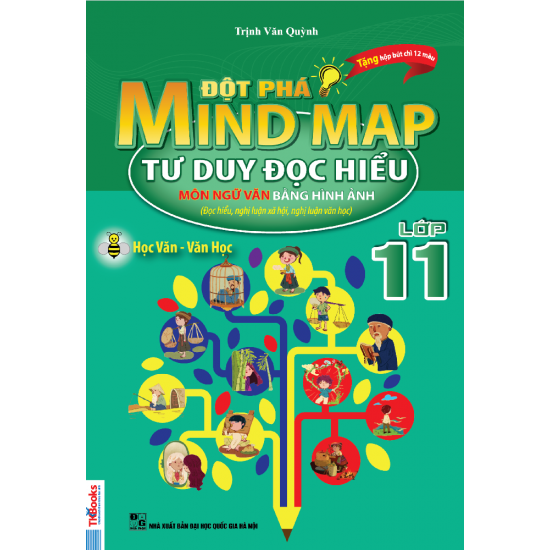 Trịnh Văn Quỳnh
Tặng hộp bút chì 12 màu
ĐỘT PHÁ
MIND MAP
TƯ DUY ĐỌC HIỂU
MÔN NGỮ VĂN BẰNG HÌNH ẢNH
(Đọc hiểu, nghị luận xã hội, nghị luận văn học)
Học Văn - Văn Học
LỚP
11
TKBooks
NHÀ XUẤT BẢN ĐẠI HỌC QUỐC GIA HÀ NỘI